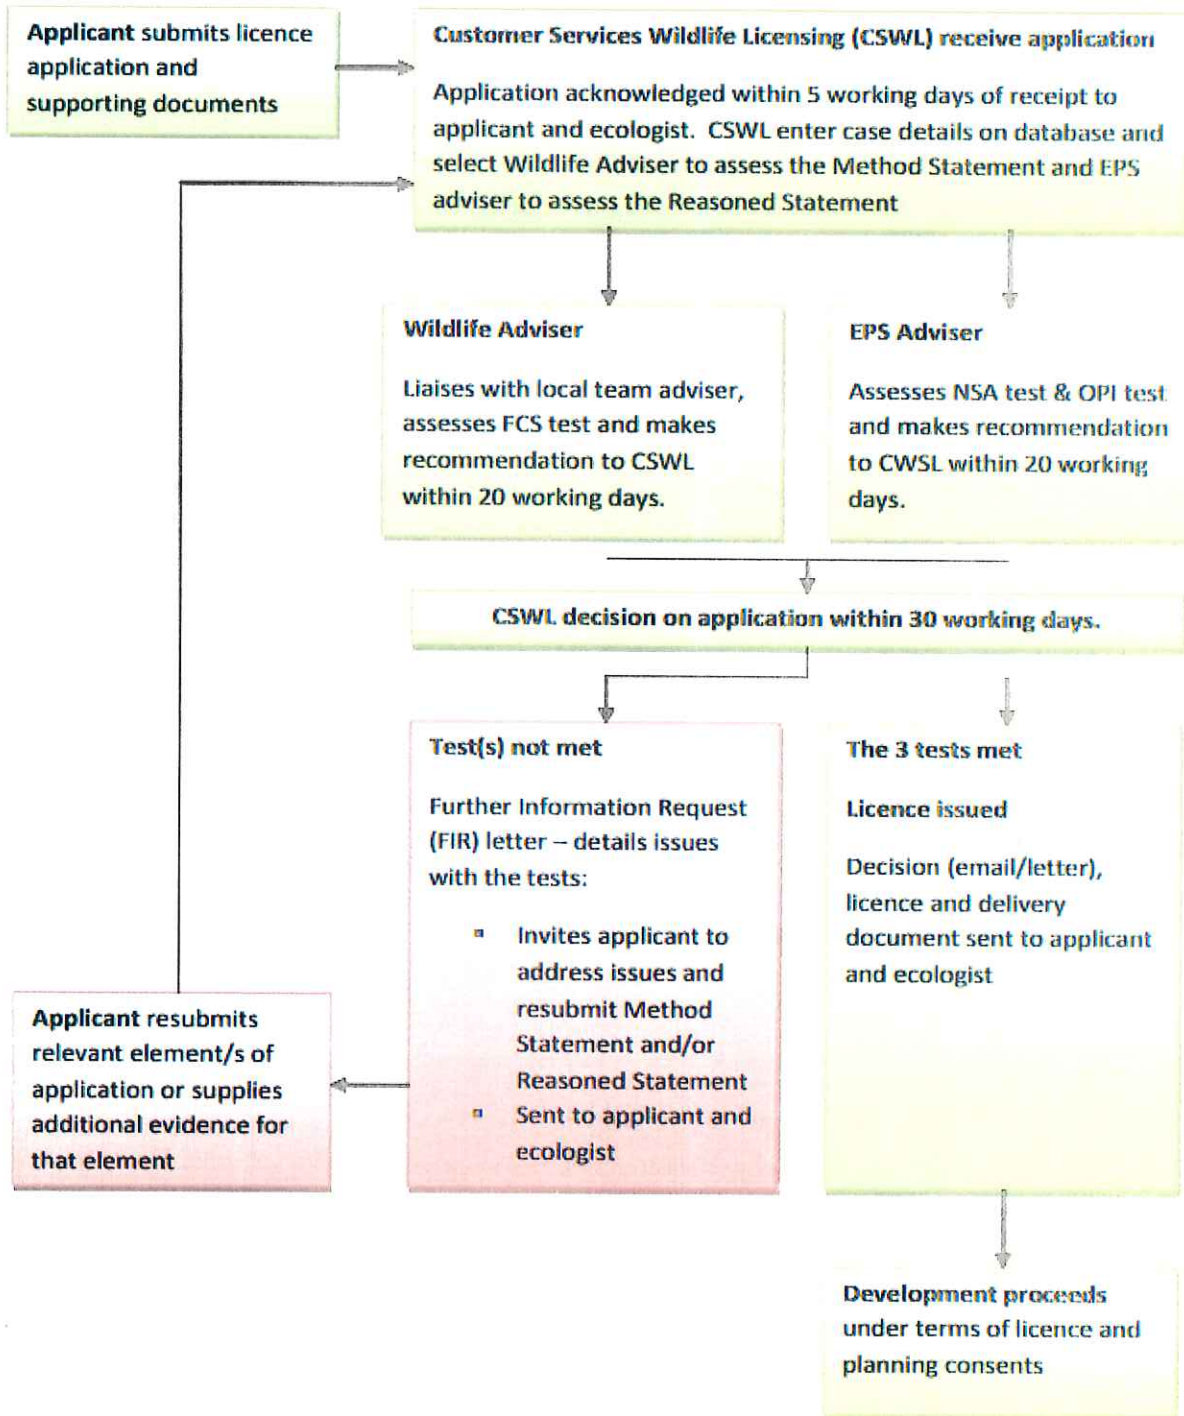 Applicant submits licence
application and
supporting documents
Customer Services Wildlife Licensing (CSWL) receive application
Application acknowledged within 5 working days of receipt to
applicant and ecologist.  CSWL enter case details on database and
select Wildlife Adviser to assess the Method Statement and EPS
adviser to assess the Reasoned Statement
Wildlife Adviser
Liaises with local team adviser,
assesses FCS test and makes
recommendation to CSWL
within 20 working days.
EPS Adviser
Assesses NSA test & OPI test
and makes recommendation
to CWSL within 20 working
days.
CSWL decision on application within 30 working days.
Test(s) not met
Further Information Request
(FIR) letter – details issues
with the tests:
▪ Invites applicant to
address issues and
resubmit Method
Statement and/or
Reasoned Statement
▪ Sent to applicant and
ecologist
The 3 tests met
Licence issued
Decision (email/letter),
licence and delivery
document sent to applicant
and ecologist
Applicant resubmits
relevant element/s of
application or supplies
additional evidence for
that element
Development proceeds
under terms of licence and
planning consents